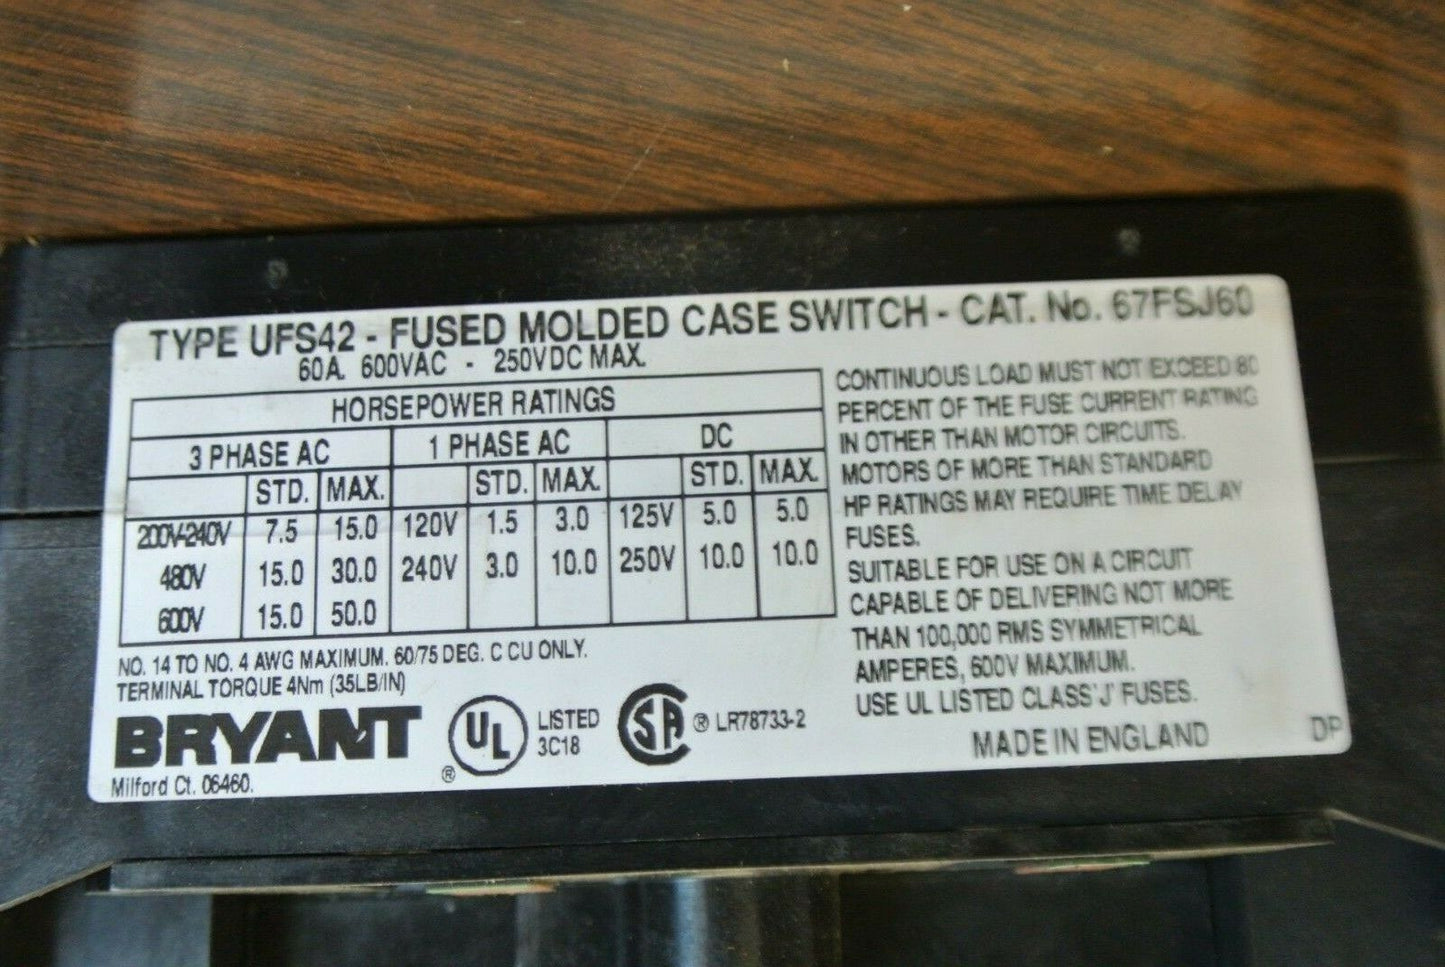 TYPE UFS42 - FUSED MOLDED CASE SWITCH - CAT. No. 67FSJ60
60A. 600VAC - 250VDC MAX.
HORSEPOWER RATINGS
3 PHASE AC 1 PHASE AC DC
STD. MAX. STD. MAX. STD. MAX.
200V-240V 7.5 15.0 120V 1.5 3.0 125V 5.0 5.0
480V 15.0 30.0 240V 3.0 10.0 250V 10.0 10.0
600V 15.0 50.0
NO. 14 TO NO. 4 AWG MAXIMUM. 60/75 DEG. C CU ONLY.
TERMINAL TORQUE 4Nm (35LB/IN)
BRYANT
®
Milford Ct. 06460.
UL
LISTED
3C18
SA ® LR78733-2
CONTINUOUS LOAD MUST NOT EXCEED 80
PERCENT OF THE FUSE CURRENT RATING
IN OTHER THAN MOTOR CIRCUITS.
MOTORS OF MORE THAN STANDARD
HP RATINGS MAY REQUIRE TIME DELAY
FUSES.
SUITABLE FOR USE ON A CIRCUIT
CAPABLE OF DELIVERING NOT MORE
THAN 100,000 RMS SYMMETRICAL
AMPERES, 600V MAXIMUM.
USE UL LISTED CLASS 'J' FUSES.
MADE IN ENGLAND
DP